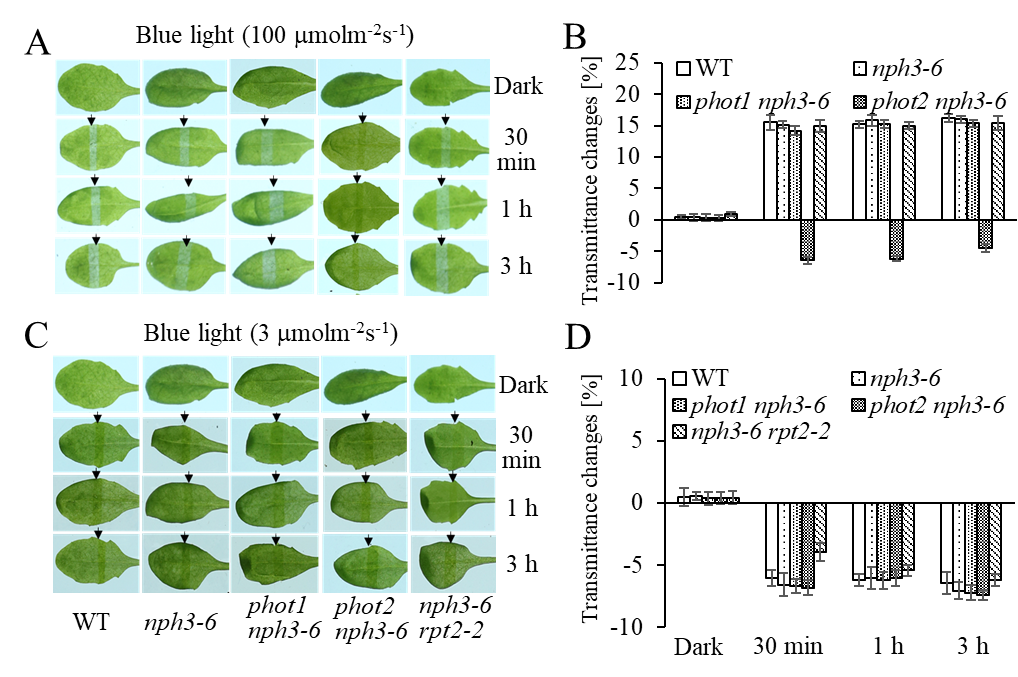 A
Blue light (100 μmolm-2s-1)
Dark
30
min
1 h
3 h
B
Transmittance changes [%]
25
20
15
10
5
0
-5
-10
WT
nph3-6
phot1 nph3-6
phot2 nph3-6
C
Blue light (3 μmolm-2s-1)
Dark
30
min
1 h
3 h
WT
nph3-6
phot1
nph3-6
phot2
nph3-6
nph3-6
rpt2-2
D
Transmittance changes [%]
10
5
0
-5
-10
WT
nph3-6
phot1 nph3-6
phot2 nph3-6
nph3-6 rpt2-2
Dark
30 min
1 h
3 h